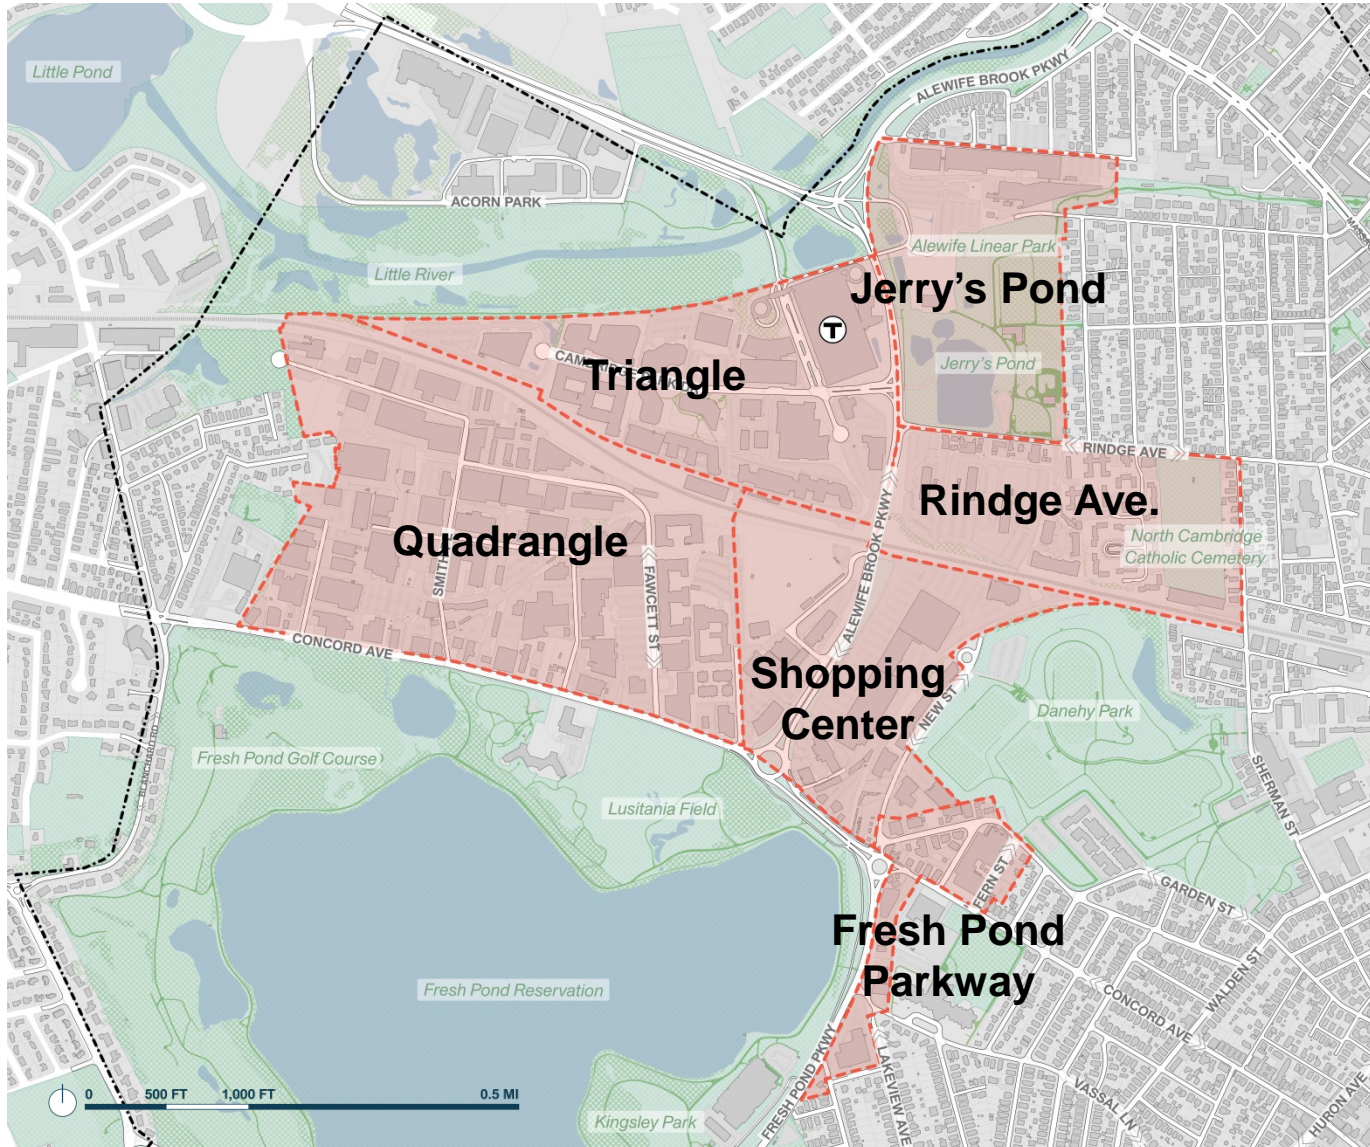 Little Pond
ALEWIFE BROOK PKWY
ACORN PARK
MAS
Little River
Alewife Linear Park
Jerry's Pond
T
Jerry's Pond
CAMBRIDGE
Triangle
RINDGE AVE
Rindge Ave.
Quadrangle
North Cambridge
Catholic Cemetery
SMITH
FAWCETT ST
ALEWIFE BROOK PKWY
CONCORD AVE
Shopping
Center
NEW ST
Danehy Park
BLANCHARD RD
Fresh Pond Golf Course
Lusitania Field
SHERMAN ST
FERN ST
GARDEN ST
Fresh Pond
Parkway
Fresh Pond Reservation
WALDEN ST
CONCORD AVE
FRESH POND PKWY
LAKEVIEW AVE
VASSAL LN
HURON AVE
0 500 FT 1,000 FT 0.5 MI
Kingsley Park